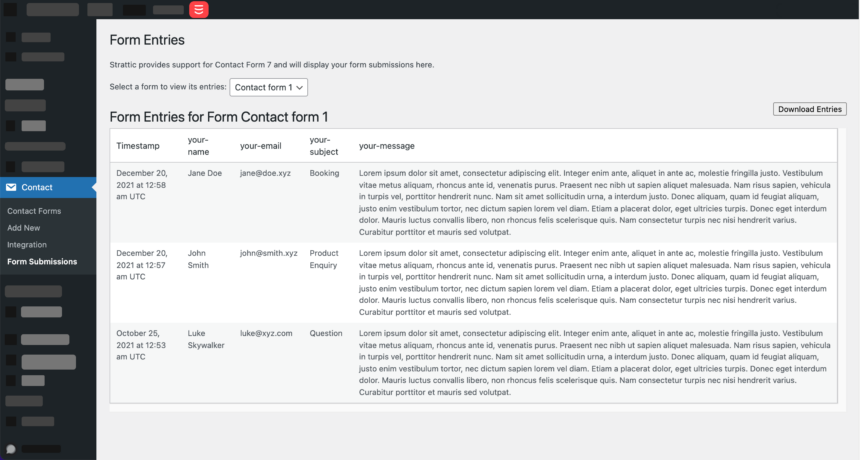 Form Entries
Strattic provides support for Contact Form 7 and will display your form submissions here.
Select a form to view its entries: Contact form 1
Download Entries
Form Entries for Form Contact form 1
Timestamp your-name your-email your-subject your-message
December 20, 2021 at 12:58 am UTC Jane Doe jane@doe.xyz Booking
Lorem ipsum dolor sit amet, consectetur adipiscing elit. Integer enim ante, aliquet in ante ac, molestie fringilla justo. Vestibulum
vitae metus aliquam, rhoncus ante id, venenatis purus. Praesent nec nibh ut sapien aliquet malesuada. Nam risus sapien, vehicula
in turpis vel, porttitor hendrerit nunc. Nam sit amet sollicitudin urna, a interdum justo. Donec aliquam, quam id feugiat aliquam,
justo enim vestibulum tortor, nec dictum sapien lorem vel diam. Etiam a placerat dolor, eget ultricies turpis. Donec eget interdum
dolor. Mauris luctus convallis libero, non rhoncus felis scelerisque quis. Nam consectetur turpis nec nisi hendrerit varius.
Curabitur porttitor et mauris sed volutpat.
December 20, 2021 at 12:57 am UTC John Smith john@smith.xyz Product Enquiry
Lorem ipsum dolor sit amet, consectetur adipiscing elit. Integer enim ante, aliquet in ante ac, molestie fringilla justo. Vestibulum
vitae metus aliquam, rhoncus ante id, venenatis purus. Praesent nec nibh ut sapien aliquet malesuada. Nam risus sapien, vehicula
in turpis vel, porttitor hendrerit nunc. Nam sit amet sollicitudin urna, a interdum justo. Donec aliquam, quam id feugiat aliquam,
justo enim vestibulum tortor, nec dictum sapien lorem vel diam. Etiam a placerat dolor, eget ultricies turpis. Donec eget interdum
dolor. Mauris luctus convallis libero, non rhoncus felis scelerisque quis. Nam consectetur turpis nec nisi hendrerit varius.
Curabitur porttitor et mauris sed volutpat.
October 25, 2021 at 12:53 am UTC Luke Skywalker luke@xyz.com Question
Lorem ipsum dolor sit amet, consectetur adipiscing elit. Integer enim ante, aliquet in ante ac, molestie fringilla justo. Vestibulum
vitae metus aliquam, rhoncus ante id, venenatis purus. Praesent nec nibh ut sapien aliquet malesuada. Nam risus sapien, vehicula
in turpis vel, porttitor hendrerit nunc. Nam sit amet sollicitudin urna, a interdum justo. Donec aliquam, quam id feugiat aliquam,
justo enim vestibulum tortor, nec dictum sapien lorem vel diam. Etiam a placerat dolor, eget ultricies turpis. Donec eget interdum
dolor. Mauris luctus convallis libero, non rhoncus felis scelerisque quis. Nam consectetur turpis nec nisi hendrerit varius.
Curabitur porttitor et mauris sed volutpat.
Contact
Contact Forms
Add New
Integration
Form Submissions